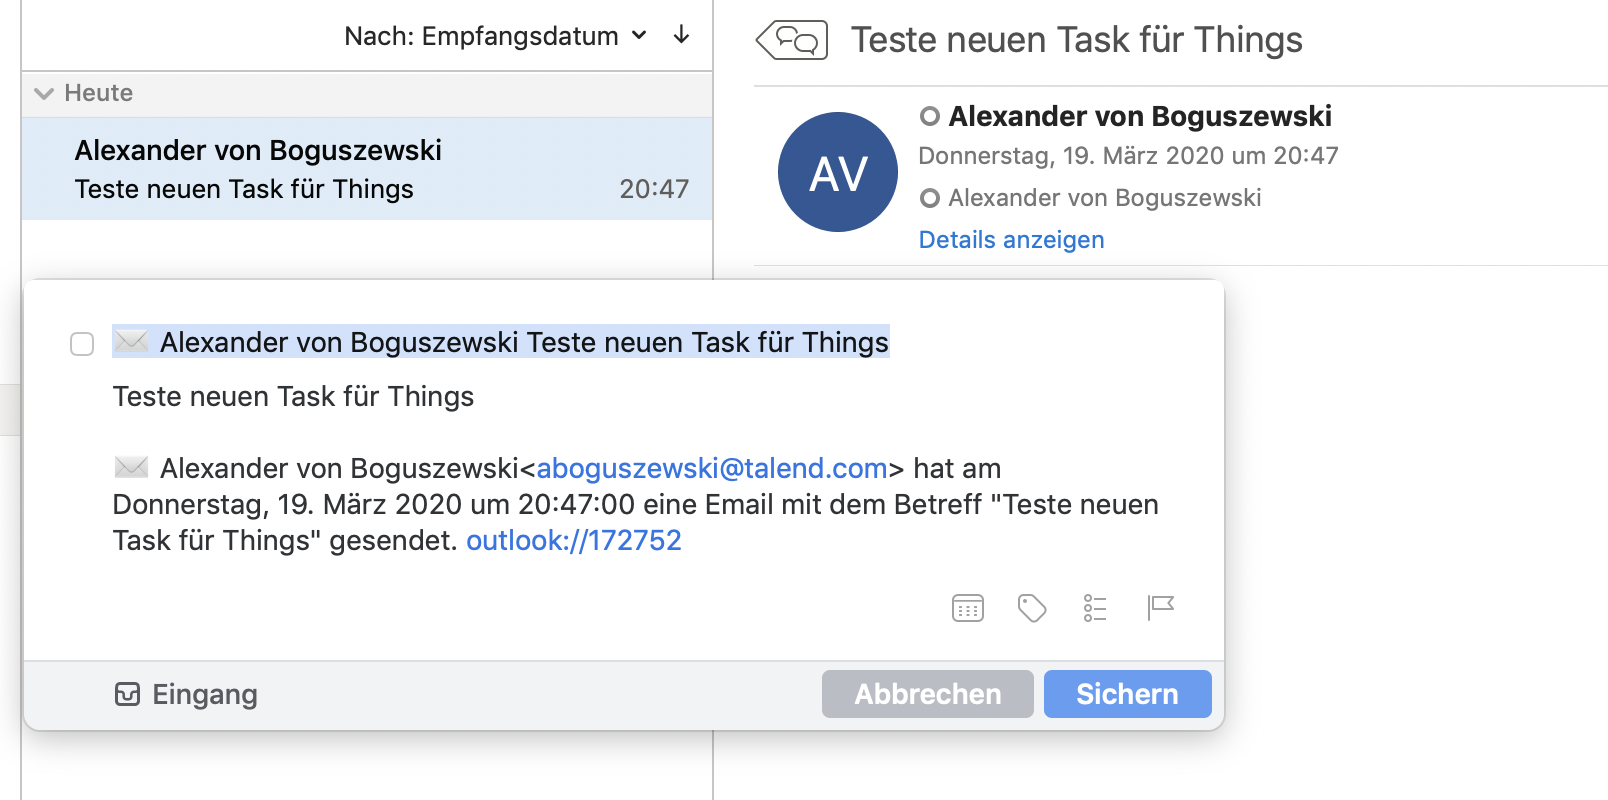 Nach: Empfangsdatum
Heute
Alexander von Boguszewski
Teste neuen Task für Things 20:47
Teste neuen Task für Things
AV
Alexander von Boguszewski
Donnerstag, 19. März 2020 um 20:47
Alexander von Boguszewski
Details anzeigen
Alexander von Boguszewski Teste neuen Task für Things
Teste neuen Task für Things
Alexander von Boguszewski<aboguszewski@talend.com> hat am
Donnerstag, 19. März 2020 um 20:47:00 eine Email mit dem Betreff "Teste neuen
Task für Things" gesendet. outlook://172752
Eingang
Abbrechen
Sichern